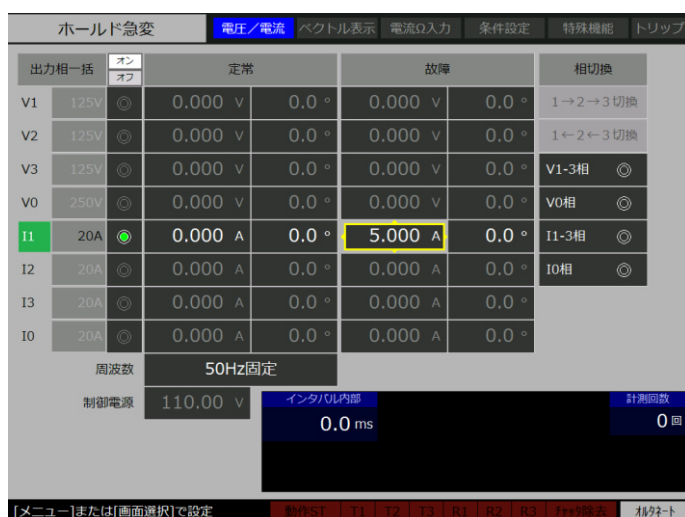 ホールド急変 電圧／電流 ベクトル表示 電流Ω入力 条件設定 特殊機能 トリップ
出力相一括 オン オフ 定常 故障 相切換
V1 125V 0.000 V 0.0 ° 0.000 V 0.0 ° 1→2→3切換
V2 125V 0.000 V 0.0 ° 0.000 V 0.0 ° 1←2←3切換
V3 125V 0.000 V 0.0 ° 0.000 V 0.0 ° V1-3相
V0 250V 0.000 V 0.0 ° 0.000 V 0.0 ° V0相
I1 20A 0.000 A 0.0 ° 5.000 A 0.0 ° I1-3相
I2 20A 0.000 A 0.0 ° 0.000 A 0.0 ° I0相
I3 20A 0.000 A 0.0 ° 0.000 A 0.0 °
I0 20A 0.000 A 0.0 ° 0.000 A 0.0 °
周波数 50Hz固定
制御電源 110.00 V インタバル内部 計測回数
0.0 ms 0 回
[メニュー]または[画面選択]で設定 動作ST T1 T2 T3 R1 R2 R3 ﾁｬﾀﾘ除去 ｵﾙﾀﾈｰﾄ